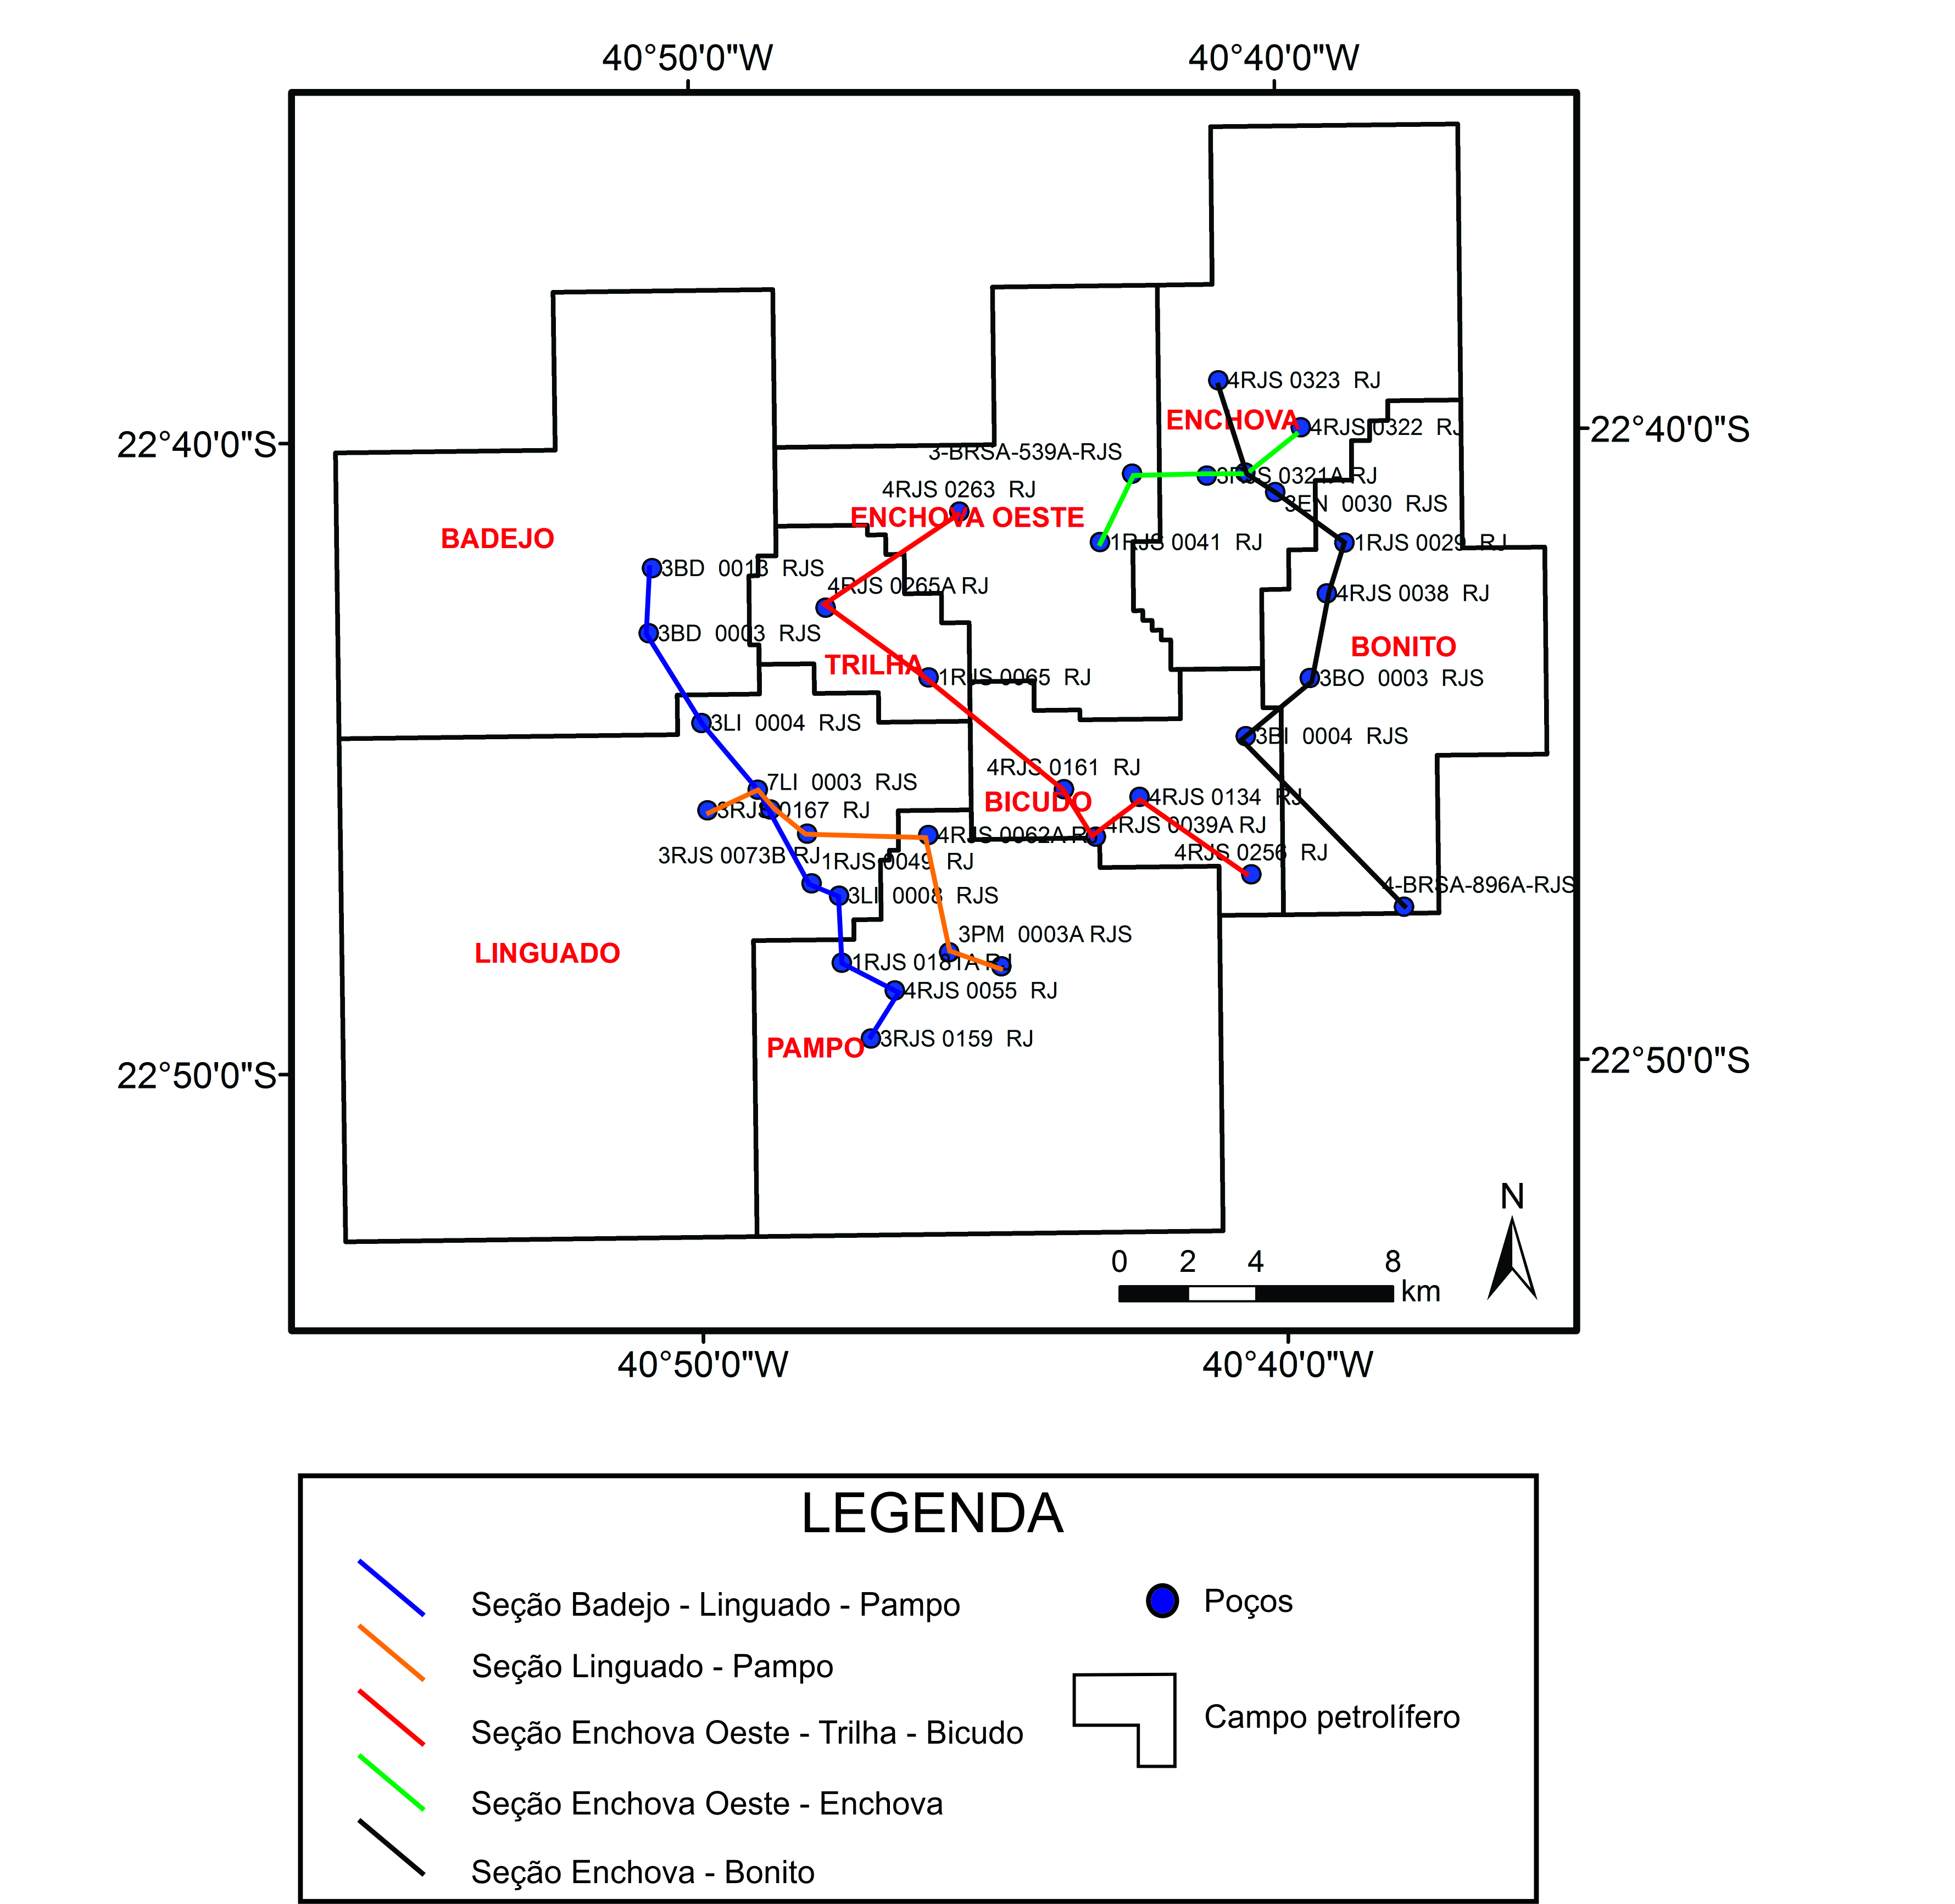 40°50'0"W
40°40'0"W
4RJS 0323 RJ
ENCHOVA
4RJS 0322 RJ
22°40'0"S
22°40'0"S
3-BRSA-539A-RJS
3RJS 0321A RJ
4RJS 0263 RJ
3EN 0030 RJS
ENCHOVA OESTE
BADEJO
1RJS 0041 RJ
1RJS 0029 RJ
3BD 0013 RJS
4RJS 0265A RJ
4RJS 0038 RJ
3BD 0003 RJS
BONITO
TRILHA
1RJS 0065 RJ
3BO 0003 RJS
3LI 0004 RJS
3BI 0004 RJS
4RJS 0161 RJ
7LI 0003 RJS
BICUDO
4RJS 0134 RJ
3RJS 0167 RJ
4RJS 0039A RJ
4RJS 0062A RJ
3RJS 0073B RJ
1RJS 0049 RJ
4RJS 0256 RJ
3LI 0008 RJS
4-BRSA-896A-RJS
LINGUADO
3PM 0003A RJS
1RJS 0181A RJ
4RJS 0055 RJ
3RJS 0159 RJ
PAMPO
22°50'0"S
22°50'0"S
N
0 2 4 8
km
40°50'0"W
40°40'0"W
LEGENDA
Seção Badejo - Linguado - Pampo
Poços
Seção Linguado - Pampo
Seção Enchova Oeste - Trilha - Bicudo
Campo petrolífero
Seção Enchova Oeste - Enchova
Seção Enchova - Bonito